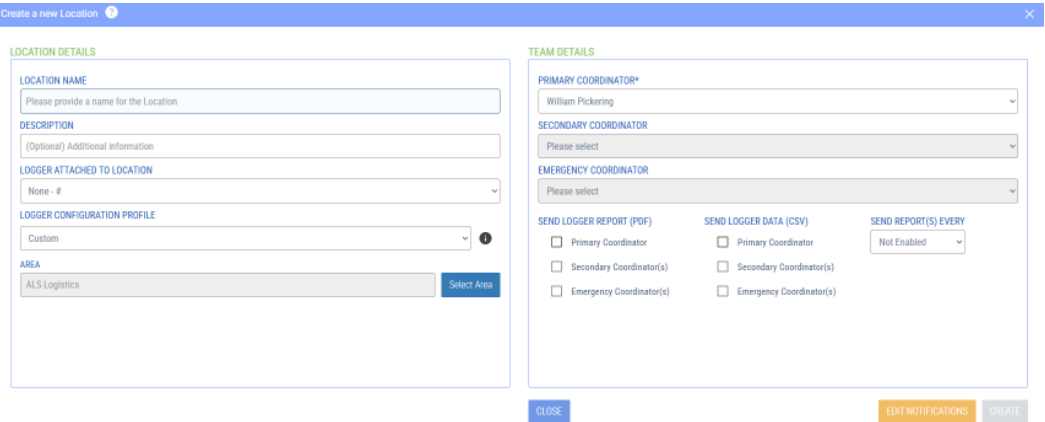 Create a new Location ?
LOCATION DETAILS
LOCATION NAME
Please provide a name for the Location
DESCRIPTION
(Optional) Additional information
LOGGER ATTACHED TO LOCATION
None - #
LOGGER CONFIGURATION PROFILE
Custom
AREA
ALS Logistics
Select Area
TEAM DETAILS
PRIMARY COORDINATOR*
William Pickering
SECONDARY COORDINATOR
Please select
EMERGENCY COORDINATOR
Please select
SEND LOGGER REPORT (PDF)
Primary Coordinator
Secondary Coordinator(s)
Emergency Coordinator(s)
SEND LOGGER DATA (CSV)
Primary Coordinator
Secondary Coordinator(s)
Emergency Coordinator(s)
SEND REPORT(S) EVERY
Not Enabled
CLOSE
EDIT NOTIFICATIONS
CREATE